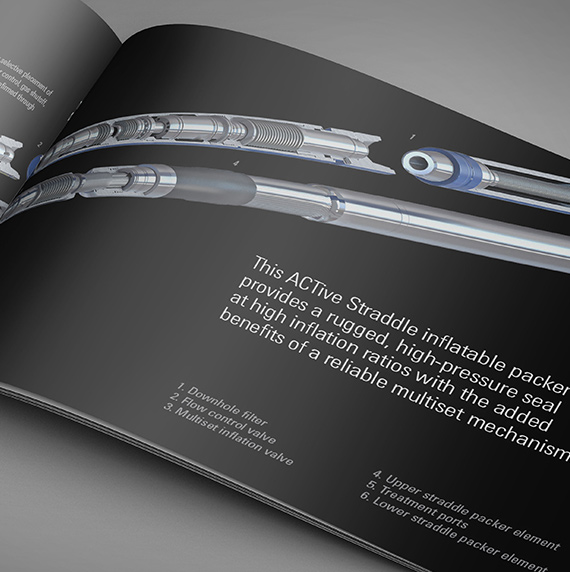 selective placement of
control, gas shutoff,
through
2
1
4
This ACTive Straddle inflatable packer
provides a rugged, high-pressure seal
at high inflation ratios with the added
benefits of a reliable multiset mechanism
1. Downhole filter
2. Flow control valve
3. Multiset inflation valve
4. Upper straddle packer element
5. Treatment ports
6. Lower straddle packer element